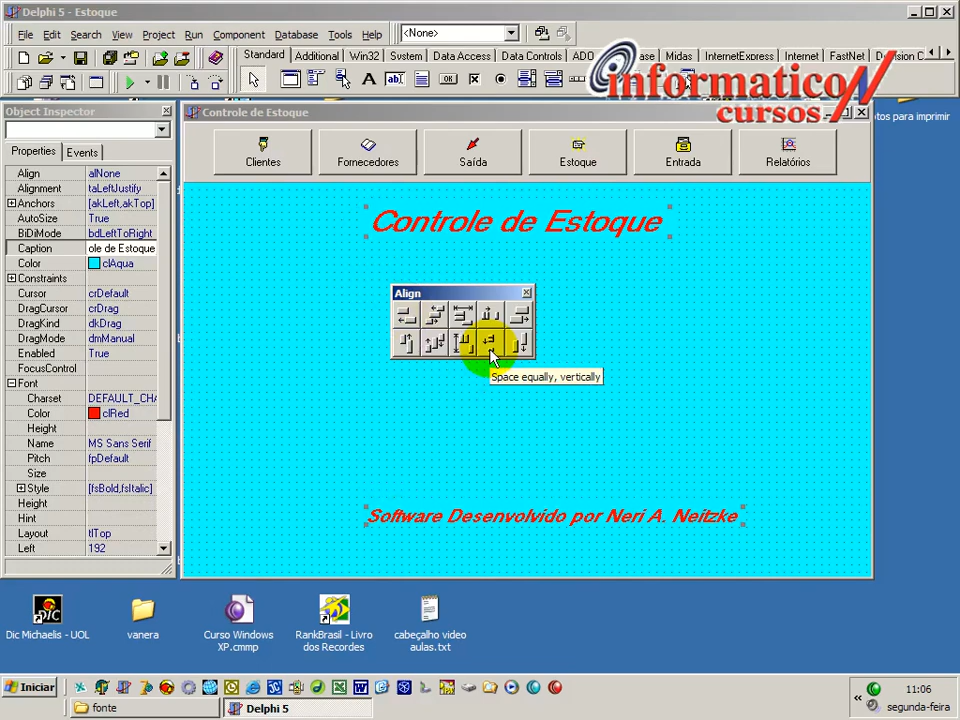 Delphi 5 - Estoque
File Edit Search View Project Run Component Database Tools Help <None>
Standard Additional Win32 System Data Access Data Controls ADO Midas InternetExpress Internet FastNet
informaticon
cursos
Object Inspector
Properties Events
Align alNone
Alignment taLeftJustify
Anchors [akLeft,akTop]
AutoSize True
BiDiMode bdLeftToRight
Caption ole de Estoque
Color clAqua
Constraints
Cursor crDefault
DragCursor crDrag
DragKind dkDrag
DragMode dmManual
Enabled True
FocusControl
Font
Charset DEFAULT_CHA
Color clRed
Height
Name MS Sans Serif
Pitch fpDefault
Size
Style [fsBold,fsItalic]
Height
Hint
Layout tlTop
Left 192
Controle de Estoque
Clientes Fornecedores Saída Estoque Entrada Relatórios
Controle de Estoque
Align
Space equally, vertically
Software Desenvolvido por Neri A. Neitzke
otos para imprimir
Dic Michaelis - UOL
vanera
Curso Windows
XP.cmmp
RankBrasil - Livro
dos Recordes
cabeçalho video
aulas.txt
Iniciar
fonte
Delphi 5
11:06
segunda-feira